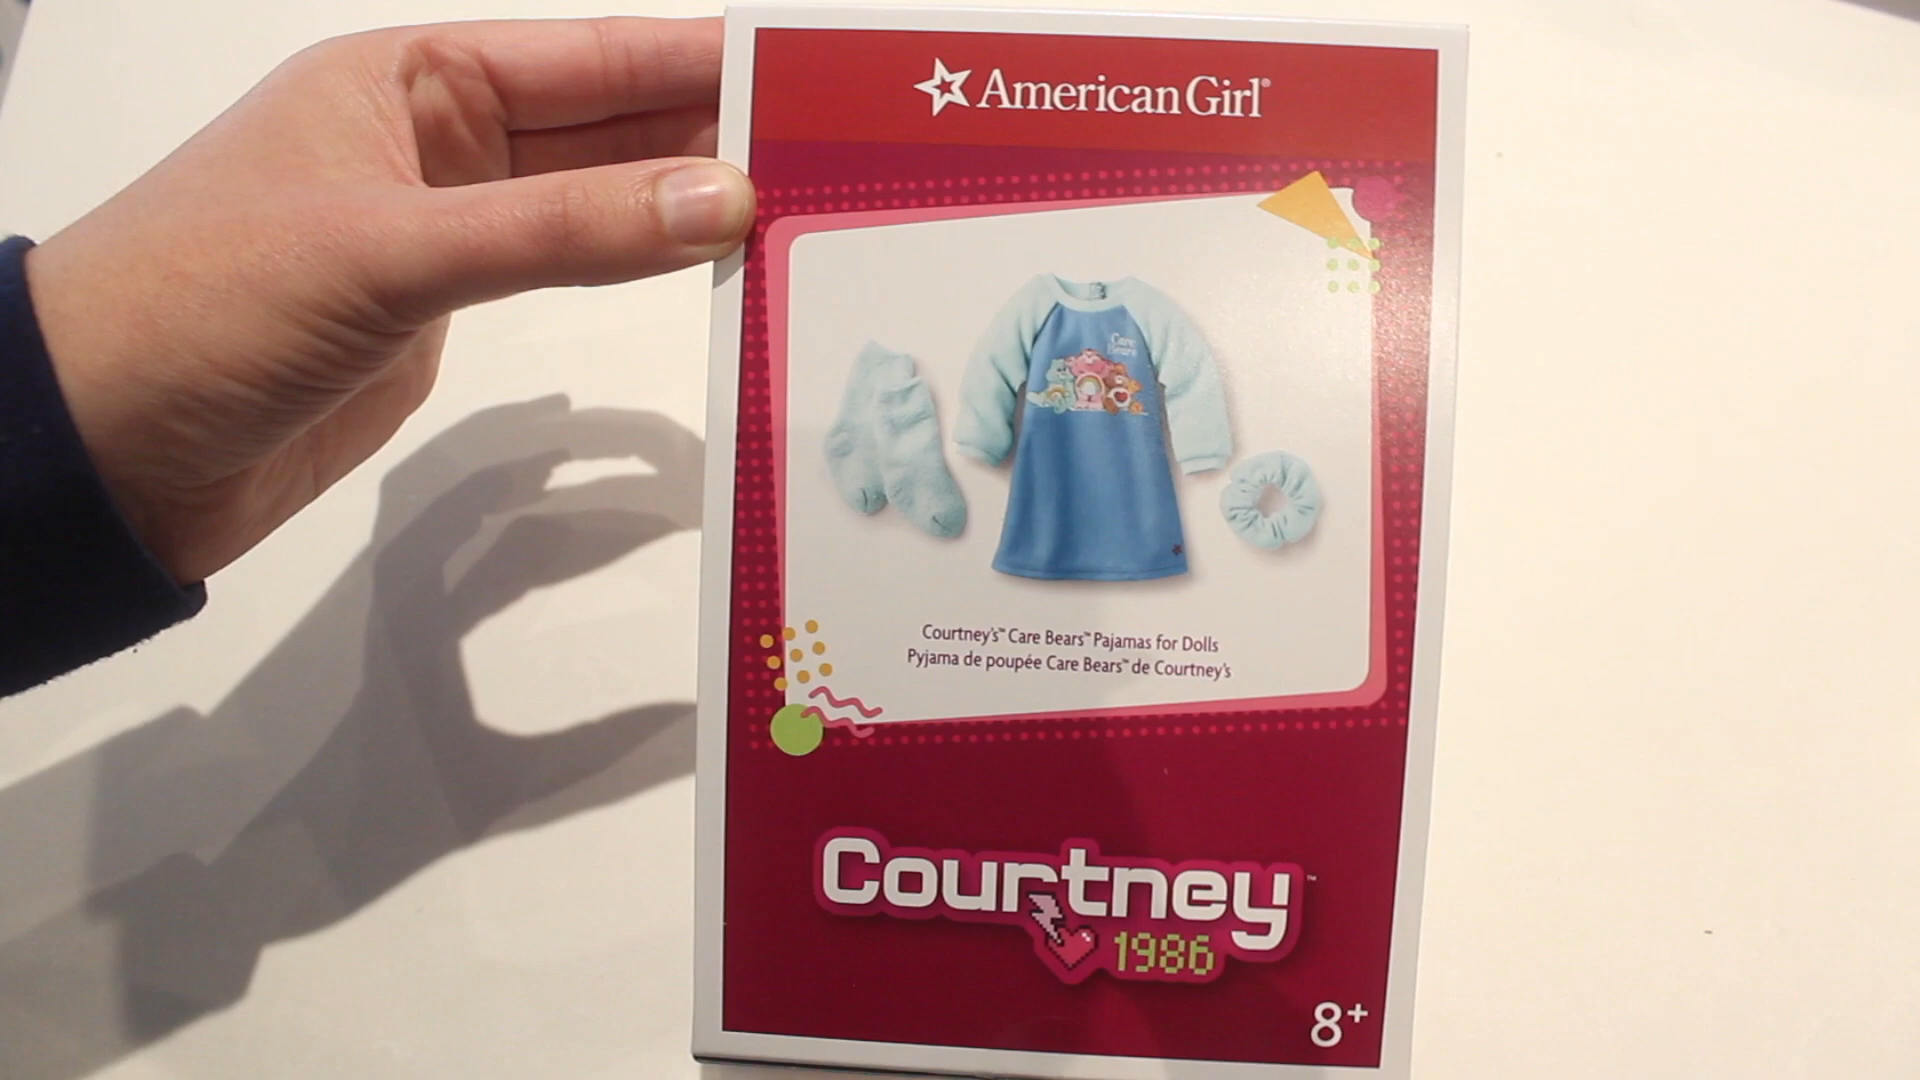 American Girl®
Care
Bears
Courtney's™ Care Bears™ Pajamas for Dolls
Pyjama de poupée Care Bears™ de Courtney's
Courtney™
1986
8+